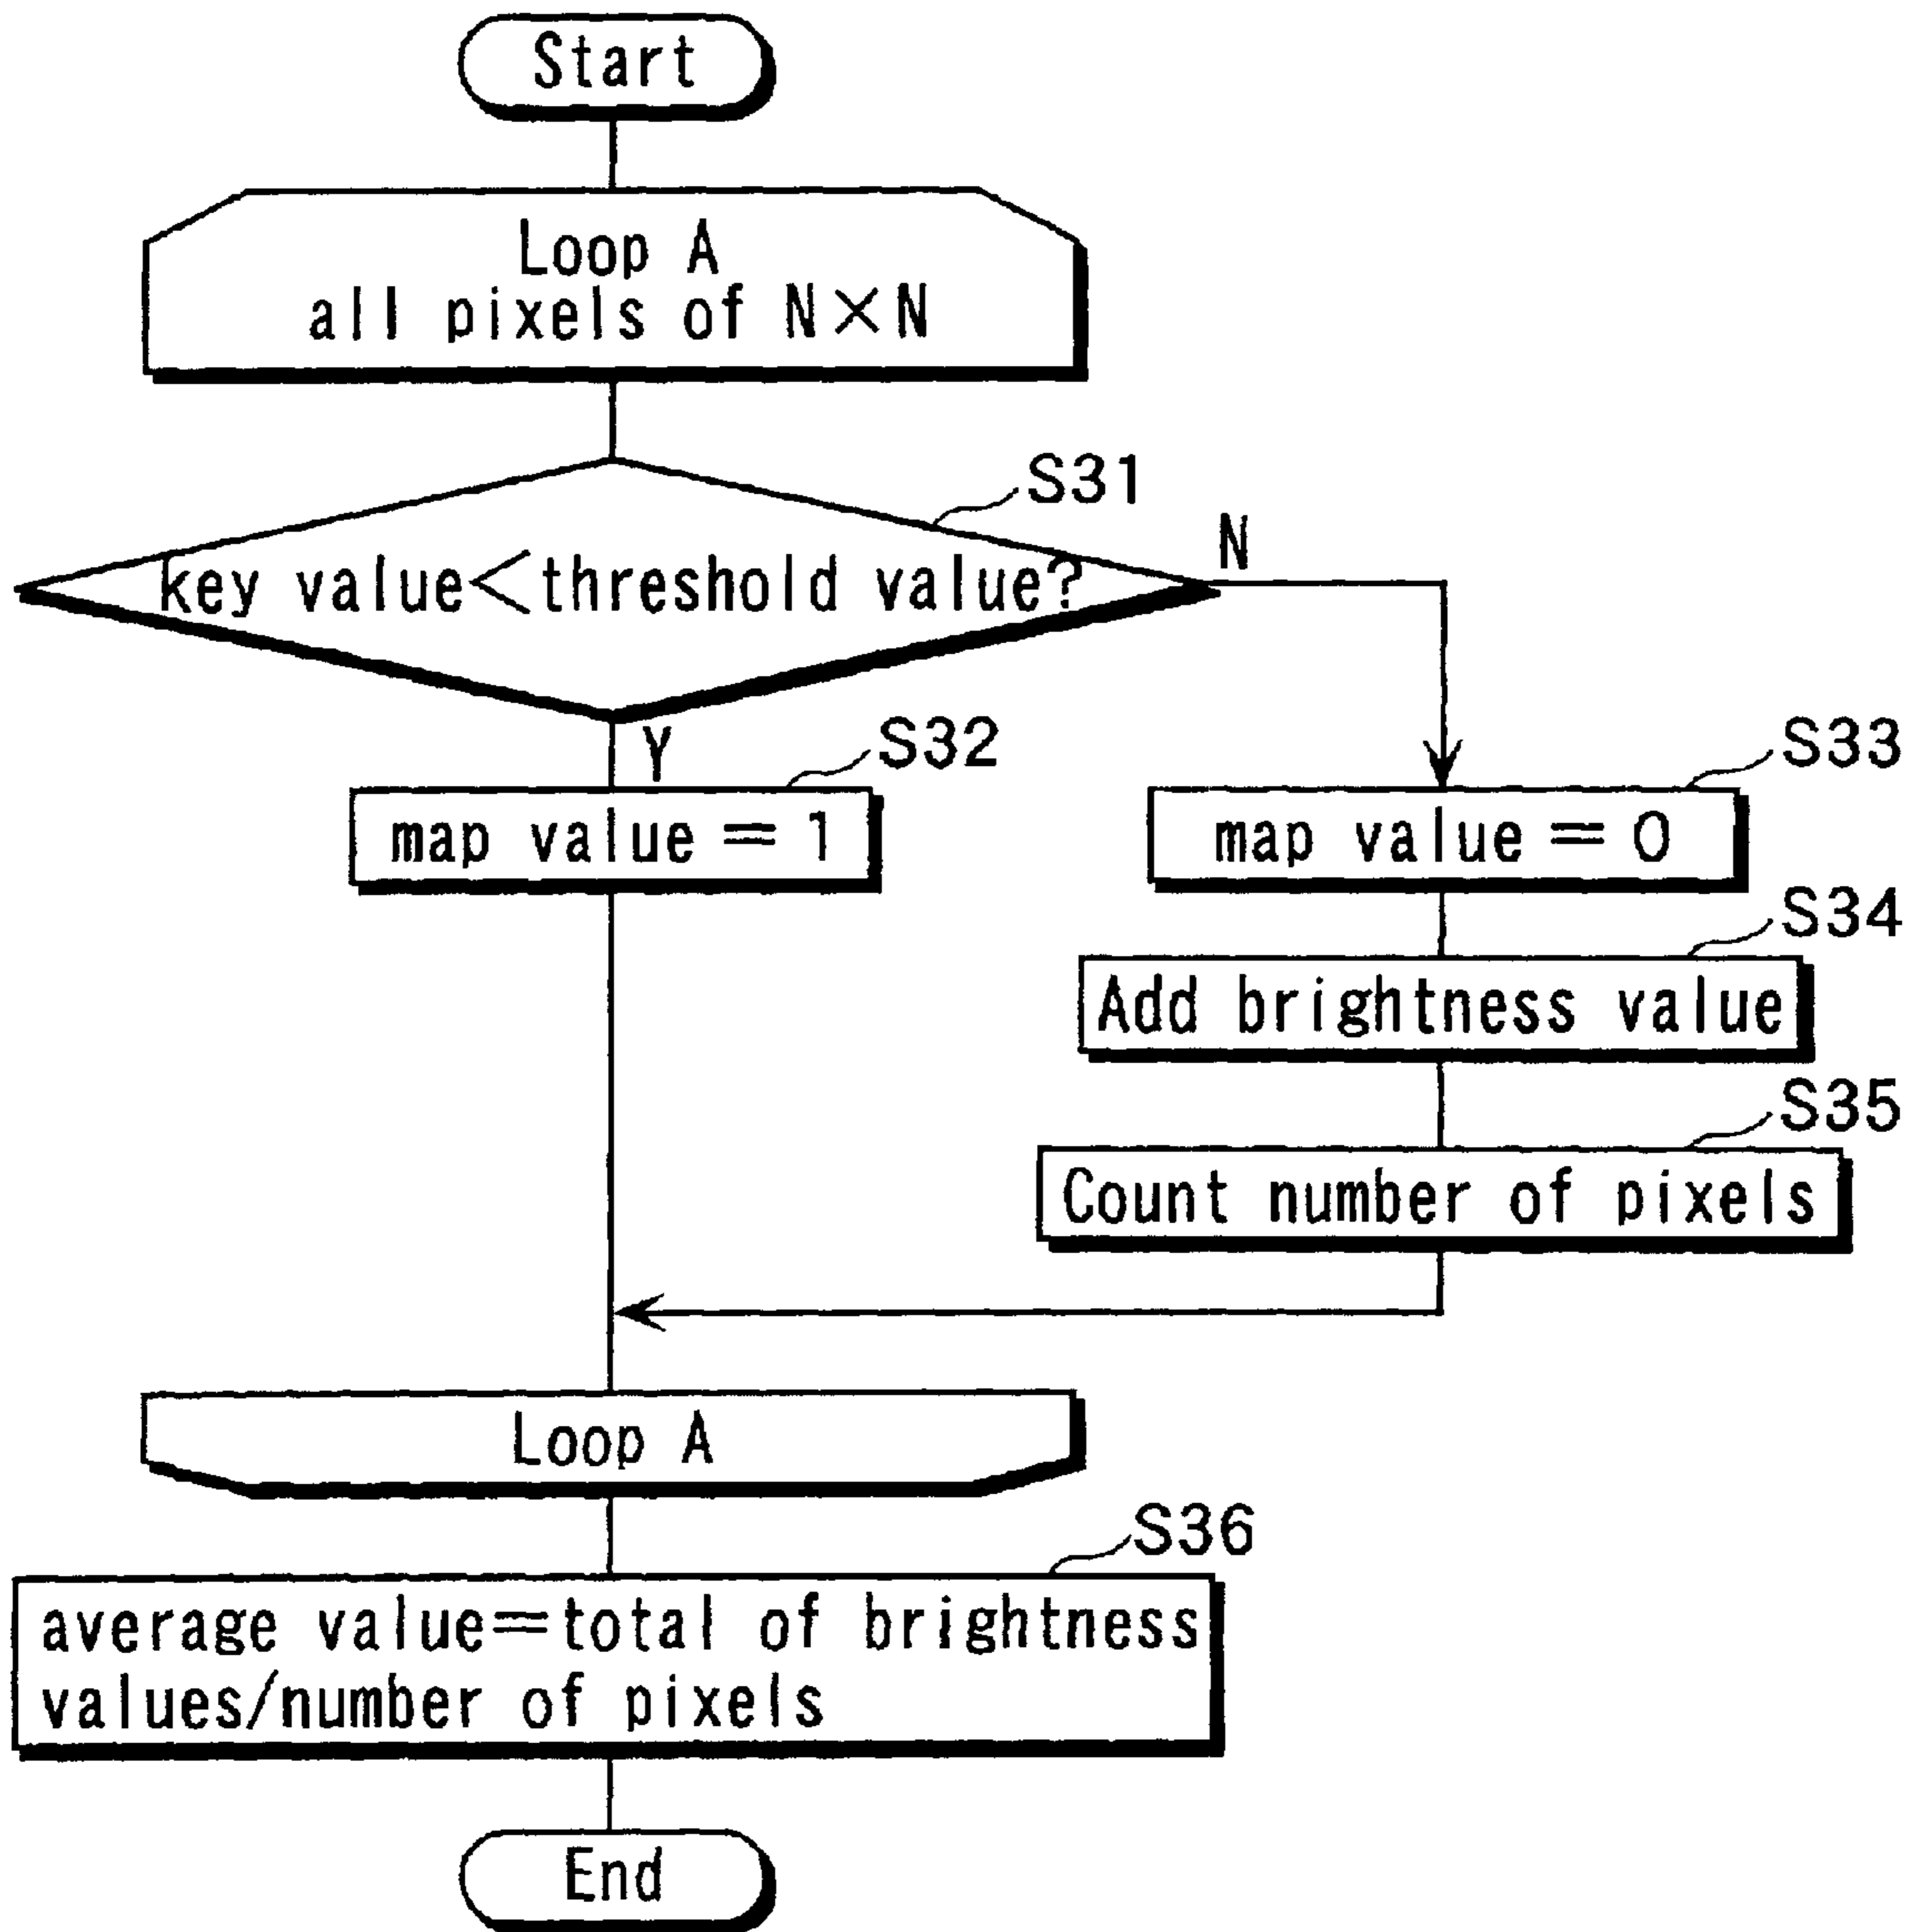 Start
Loop A
all pixels of N×N
S31
key value<threshold value?
N
Y
S32
S33
map value = 1
map value = 0
S34
Add brightness value
S35
Count number of pixels
Loop A
S36
average value=total of brightness
values/number of pixels
End